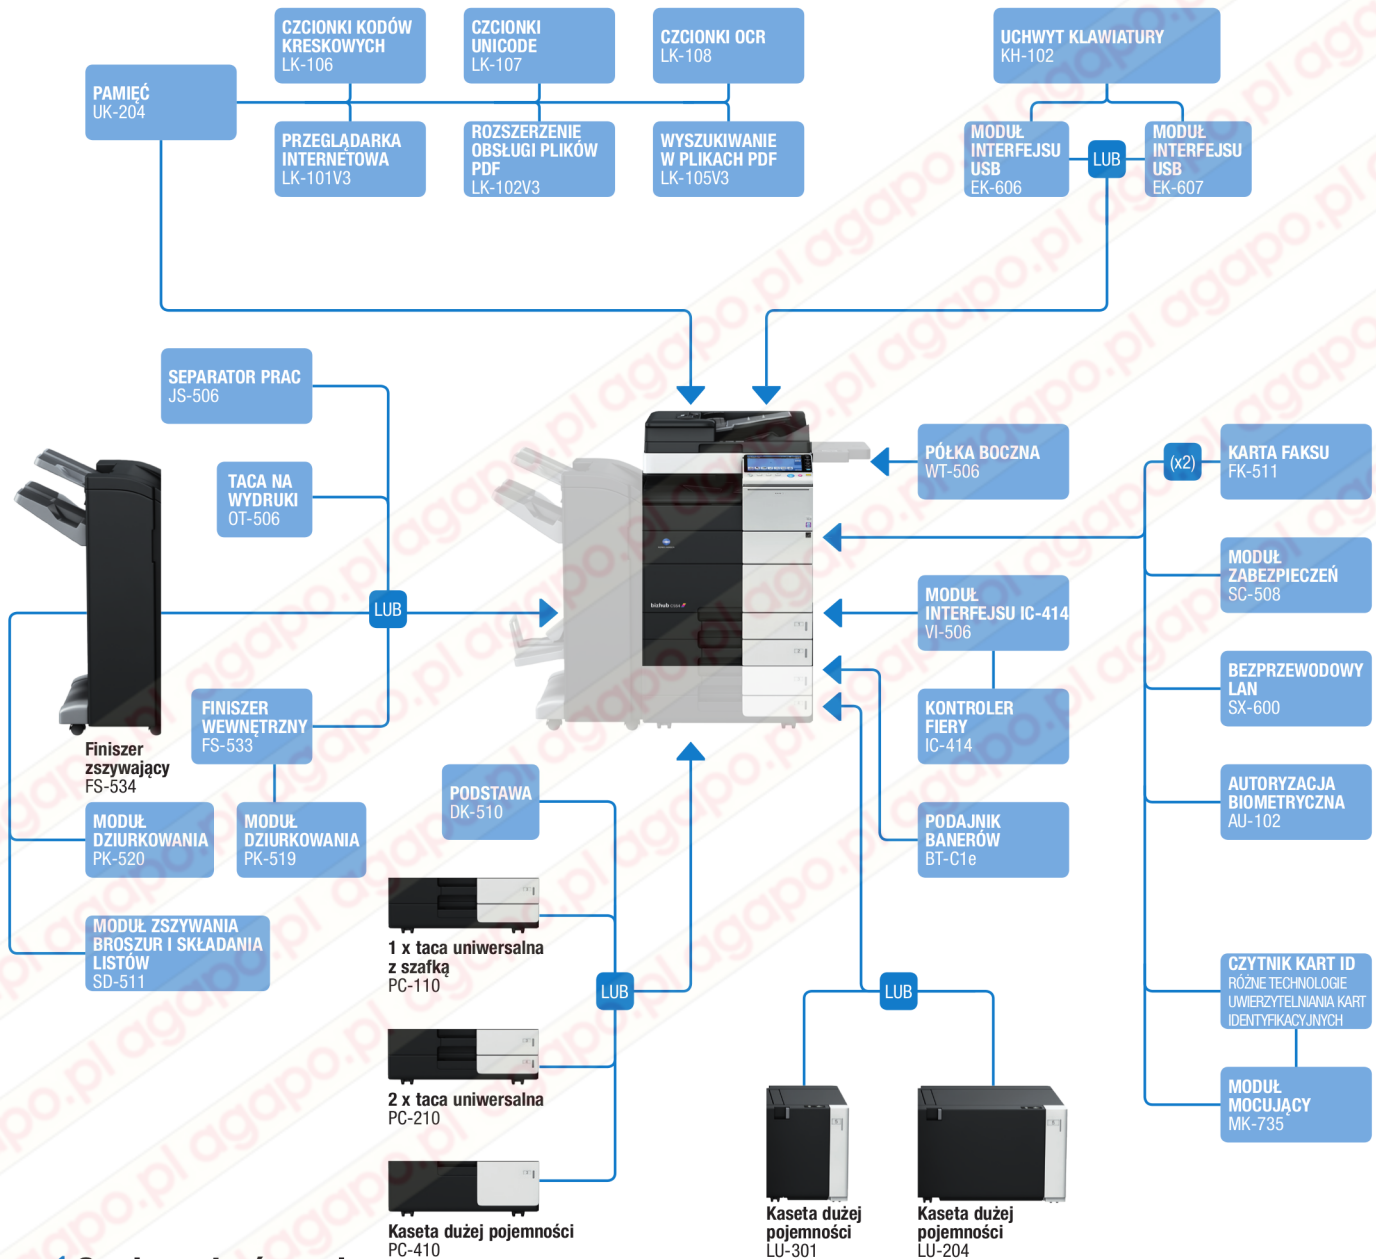 CZCIONKI KODÓW
KRESKOWYCH
LK-106
CZCIONKI
UNICODE
LK-107
CZCIONKI OCR
LK-108
UCHWYT KLAWIATURY
KH-102
PAMIĘĆ
UK-204
PRZEGLĄDARKA
INTERNETOWA
LK-101V3
ROZSZERZENIE
OBSŁUGI PLIKÓW
PDF
LK-102V3
WYSZUKIWANIE
W PLIKACH PDF
LK-105V3
MODUŁ
INTERFEJSU
USB
EK-606
LUB
MODUŁ
INTERFEJSU
USB
EK-607
SEPARATOR PRAC
JS-506
TACA NA
WYDRUKI
OT-506
LUB
FINISZER
WEWNĘTRZNY
FS-533
Finiszer
zszywający
FS-534
MODUŁ
DZIURKOWANIA
PK-520
MODUŁ
DZIURKOWANIA
PK-519
MODUŁ ZSZYWANIA
BROSZUR I SKŁADANIA
LISTÓW
SD-511
bizhub
PÓŁKA BOCZNA
WT-506
MODUŁ
INTERFEJSU IC-414
VI-506
KONTROLER
FIERY
IC-414
PODAJNIK
BANERÓW
BT-C1e
(x2)
KARTA FAKSU
FK-511
MODUŁ
ZABEZPIECZEŃ
SC-508
BEZPRZEWODOWY
LAN
SX-600
AUTORYZACJA
BIOMETRYCZNA
AU-102
CZYTNIK KART ID
RÓŻNE TECHNOLOGIE
UWIERZYTELNIANIA KART
IDENTYFIKACYJNYCH
MODUŁ
MOCUJĄCY
MK-735
PODSTAWA
DK-510
1 x taca uniwersalna
z szafką
PC-110
LUB
2 x taca uniwersalna
PC-210
Kaseta dużej pojemności
PC-410
LUB
Kaseta dużej
pojemności
LU-301
Kaseta dużej
pojemności
LU-204
agapo.pl agapo.pl agapo.pl